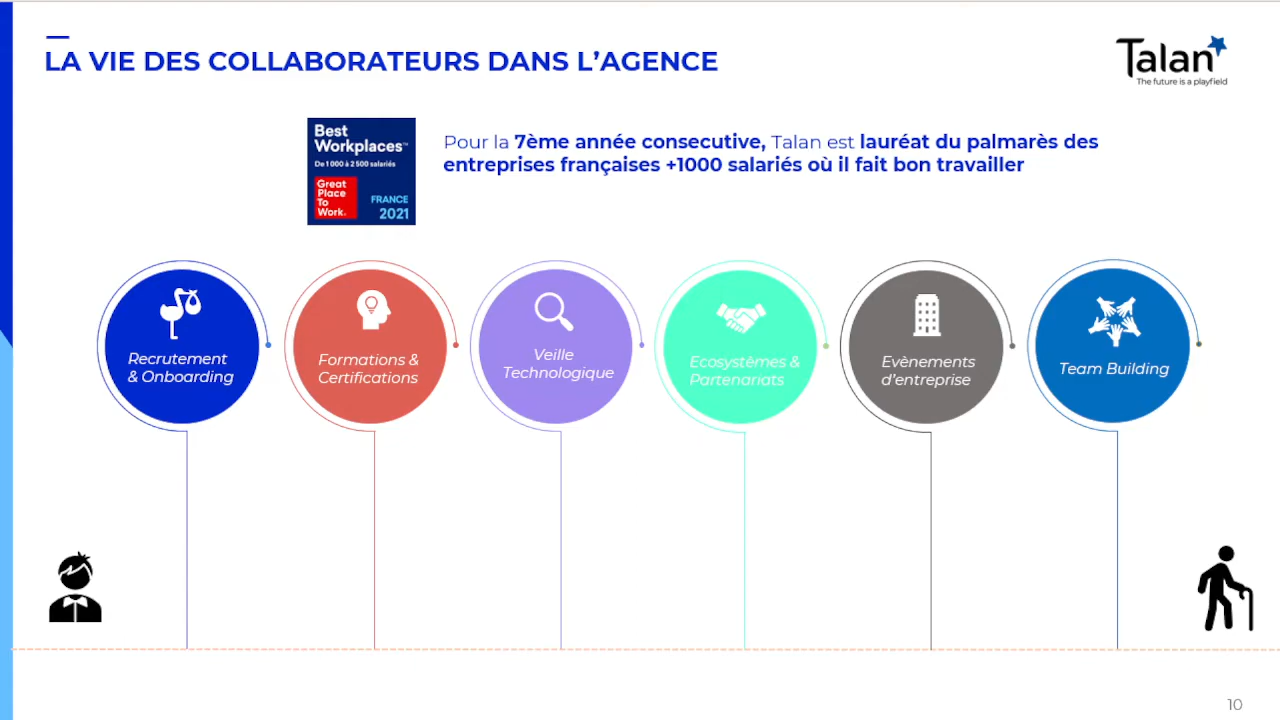 LA VIE DES COLLABORATEURS DANS L’AGENCE
Talan
The future is a playfield
Best
Workplaces™
De 1 000 à 2 500 salariés
Great
Place
To
Work.
FRANCE
2021
Pour la 7ème année consecutive, Talan est lauréat du palmarès des
entreprises françaises +1000 salariés où il fait bon travailler
Recrutement
& Onboarding
Formations &
Certifications
Veille
Technologique
Ecosystèmes &
Partenariats
Evènements
d’entreprise
Team Building
10